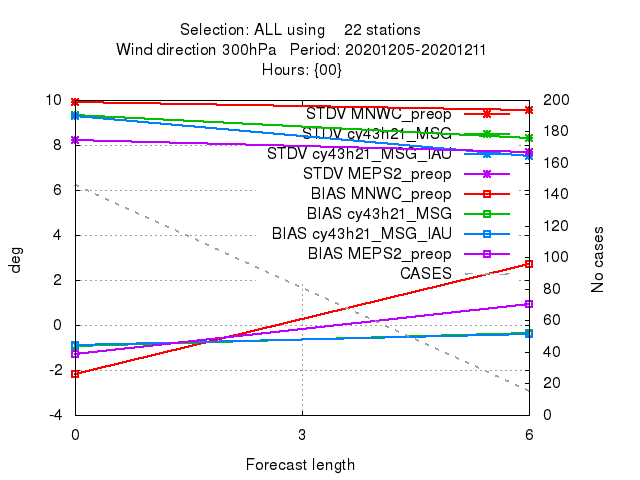 Selection: ALL using 22 stations
Wind direction 300hPa Period: 20201205-20201211
Hours: {00}
10 200
STDV MNWC_preop
STDV cy43h21_MSG 180
8 STDV cy43h21_MSG_IAU 160
STDV MEPS2_preop
6 BIAS MNWC_preop 140
BIAS cy43h21_MSG 120
4 BIAS cy43h21_MSG_IAU
BIAS MEPS2_preop 100
2 CASES 80
deg
No cases
0 60
40
-2 20
-4 0
0 3 6
Forecast length